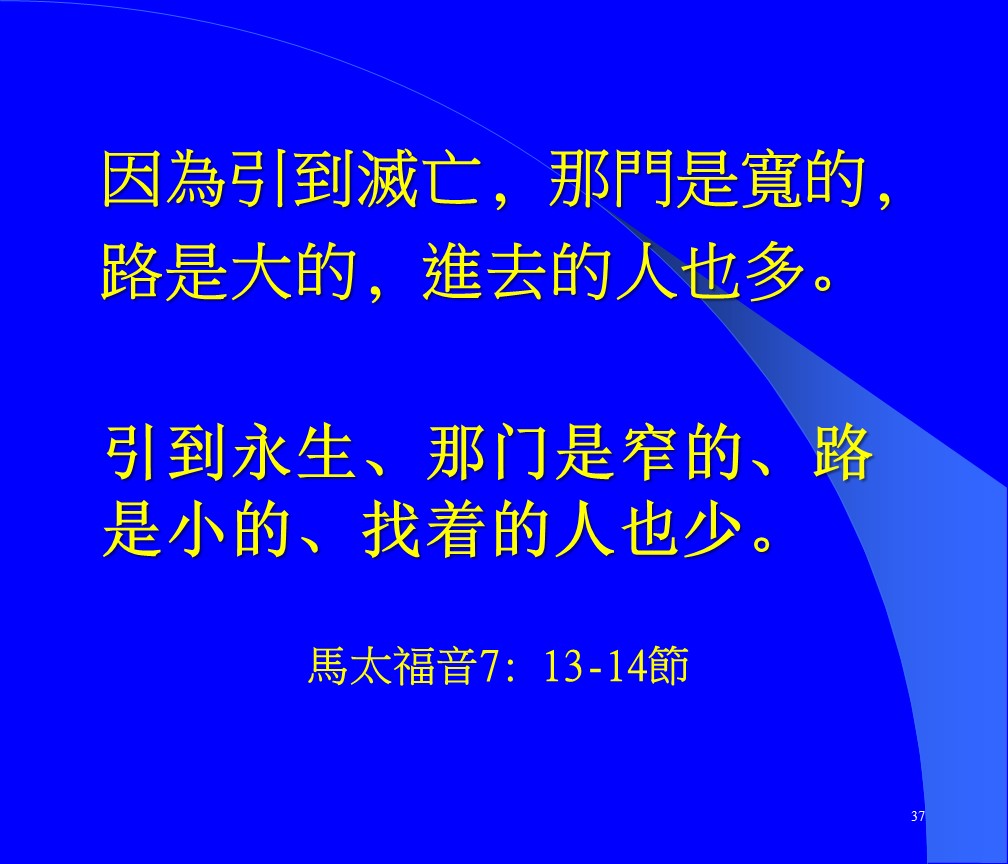 因為引到滅亡，那門是寬的，
路是大的，進去的人也多。
引到永生、那门是窄的、路
是小的、找着的人也少。
馬太福音7：13-14節
37